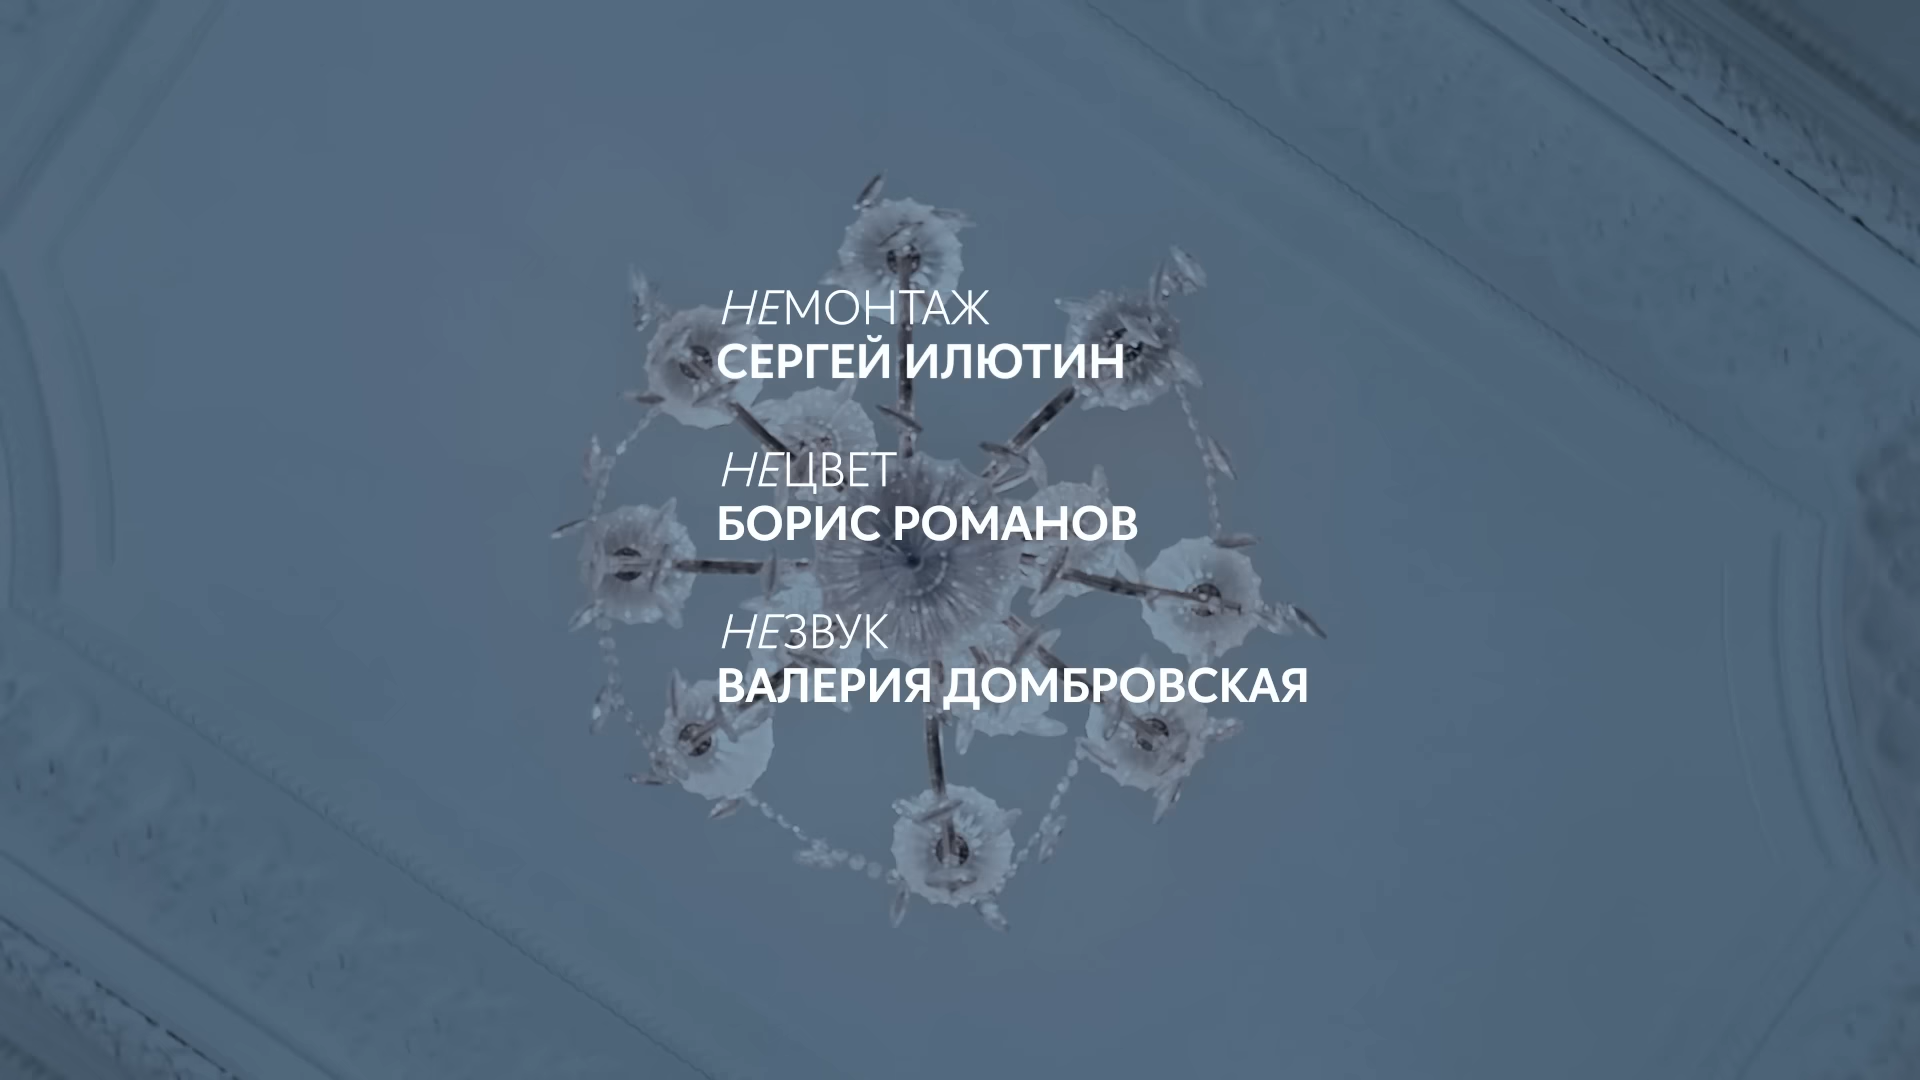 НЕМОНТАЖ
СЕРГЕЙ ИЛЮТИН
НЕЦВЕТ
БОРИС РОМАНОВ
НЕЗВУК
ВАЛЕРИЯ ДОМБРОВСКАЯ